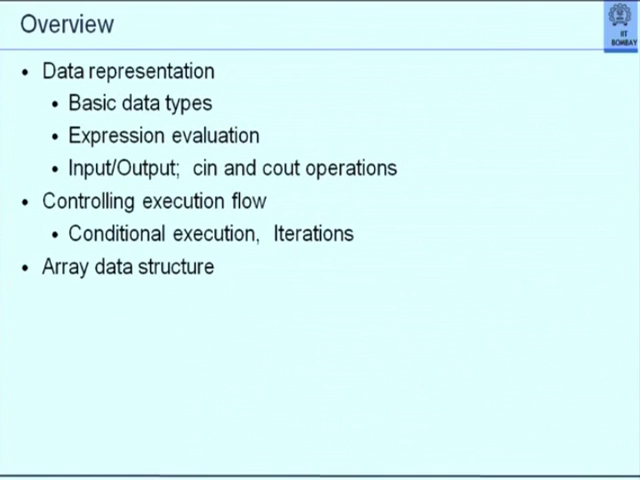 Overview
IIT
BOMBAY
• Data representation
• Basic data types
• Expression evaluation
• Input/Output; cin and cout operations
• Controlling execution flow
• Conditional execution, Iterations
• Array data structure